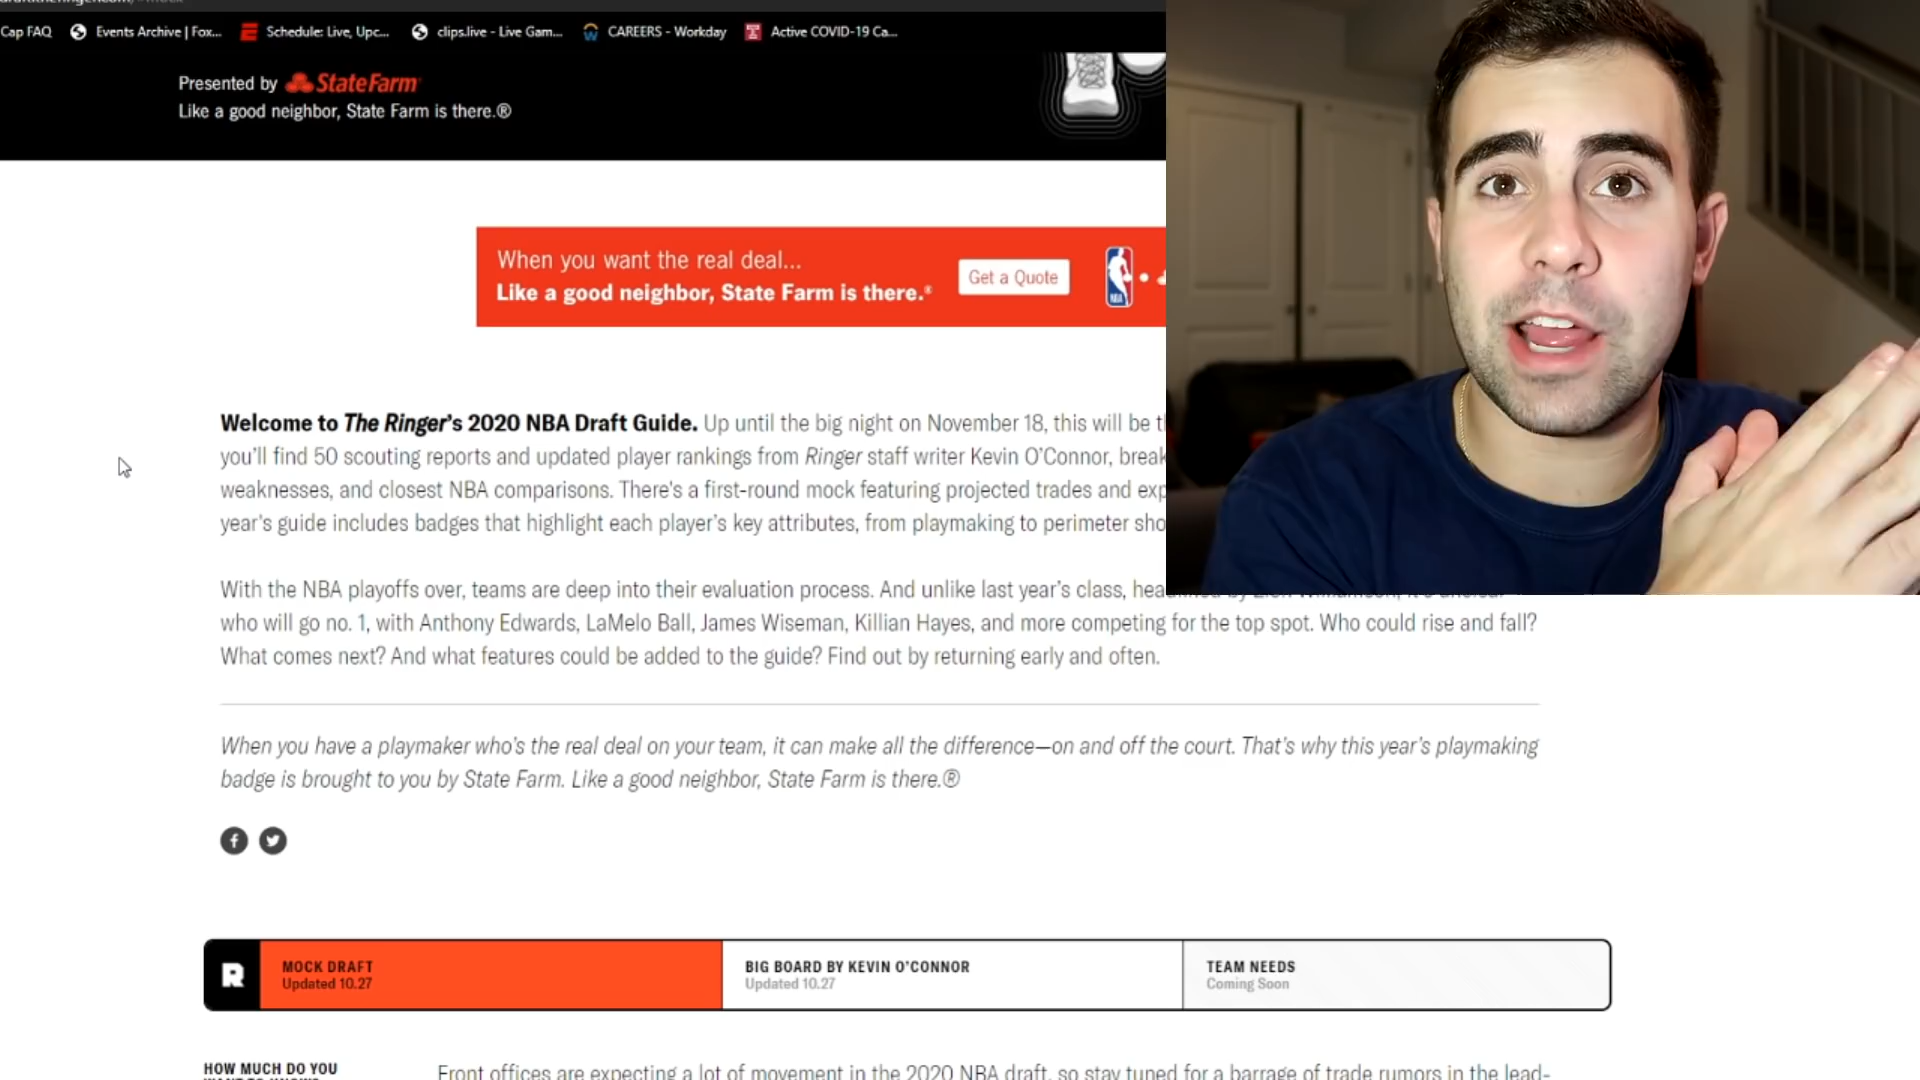 Cap FAQ
Events Archive | Fox...
Schedule: Live, Upc...
clips.live - Live Gam...
CAREERS - Workday
Active COVID-19 Ca...
Presented by StateFarm
Like a good neighbor, State Farm is there.®
When you want the real deal...
Like a good neighbor, State Farm is there.®
Get a Quote
NBA
Welcome to The Ringer's 2020 NBA Draft Guide. Up until the big night on November 18, this will be
you'll find 50 scouting reports and updated player rankings from Ringer staff writer Kevin O'Connor,
weaknesses, and closest NBA comparisons. There's a first-round mock featuring projected trades and
year's guide includes badges that highlight each player's key attributes, from playmaking to perimeter
With the NBA playoffs over, teams are deep into their evaluation process. And unlike last year's class,
who will go no. 1, with Anthony Edwards, LaMelo Ball, James Wiseman, Killian Hayes, and more competing for the top spot. Who could rise and fall?
What comes next? And what features could be added to the guide? Find out by returning early and often.
When you have a playmaker who's the real deal on your team, it can make all the difference—on and off the court. That's why this year's playmaking
badge is brought to you by State Farm. Like a good neighbor, State Farm is there.®
R
MOCK DRAFT
Updated 10.27
BIG BOARD BY KEVIN O'CONNOR
Updated 10.27
TEAM NEEDS
Coming Soon
HOW MUCH DO YOU
Front offices are expecting a lot of movement in the 2020 NBA draft, so stay tuned for a barrage of trade rumors in the lead-